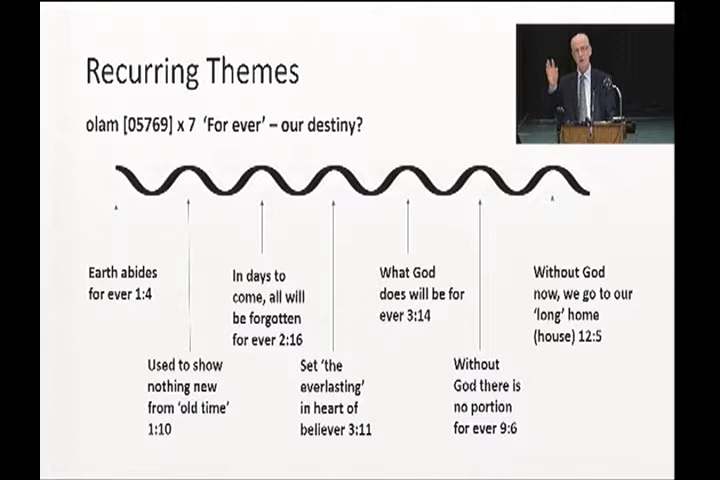 Recurring Themes
olam [05769] x 7 ‘For ever’ – our destiny?
Earth abides
for ever 1:4
Used to show
nothing new
from ‘old time’
1:10
In days to
come, all will
be forgotten
for ever 2:16
Set ‘the
everlasting’
in heart of
believer 3:11
What God
does will be for
ever 3:14
Without
God there is
no portion
for ever 9:6
Without God
now, we go to our
‘long’ home
(house) 12:5